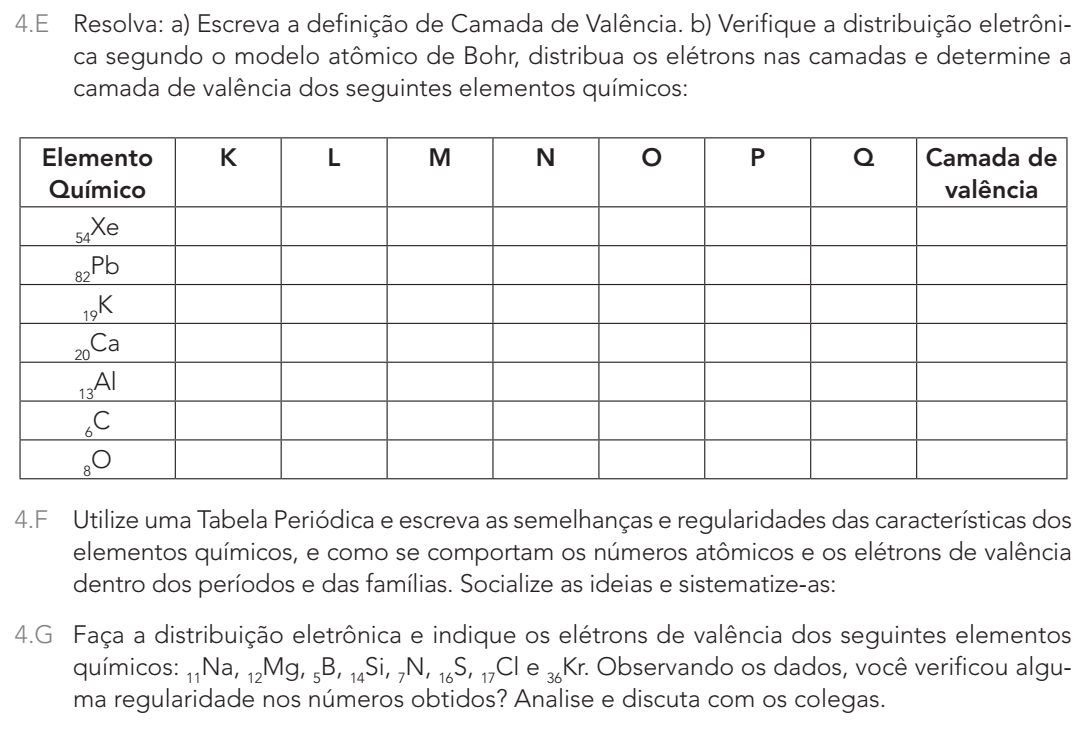 4.E Resolva: a) Escreva a definição de Camada de Valência. b) Verifique a distribuição eletrôni-
ca segundo o modelo atômico de Bohr, distribua os elétrons nas camadas e determine a
camada de valência dos seguintes elementos químicos:
Elemento Químico K L M N O P Q Camada de valência
54Xe
82Pb
19K
20Ca
13Al
6C
8O
4.F Utilize uma Tabela Periódica e escreva as semelhanças e regularidades das características dos
elementos químicos, e como se comportam os números atômicos e os elétrons de valência
dentro dos períodos e das famílias. Socialize as ideias e sistematize-as:
4.G Faça a distribuição eletrônica e indique os elétrons de valência dos seguintes elementos
químicos: 11Na, 12Mg, 5B, 14Si, 7N, 16S, 17Cl e 36Kr. Observando os dados, você verificou algu-
ma regularidade nos números obtidos? Analise e discuta com os colegas.